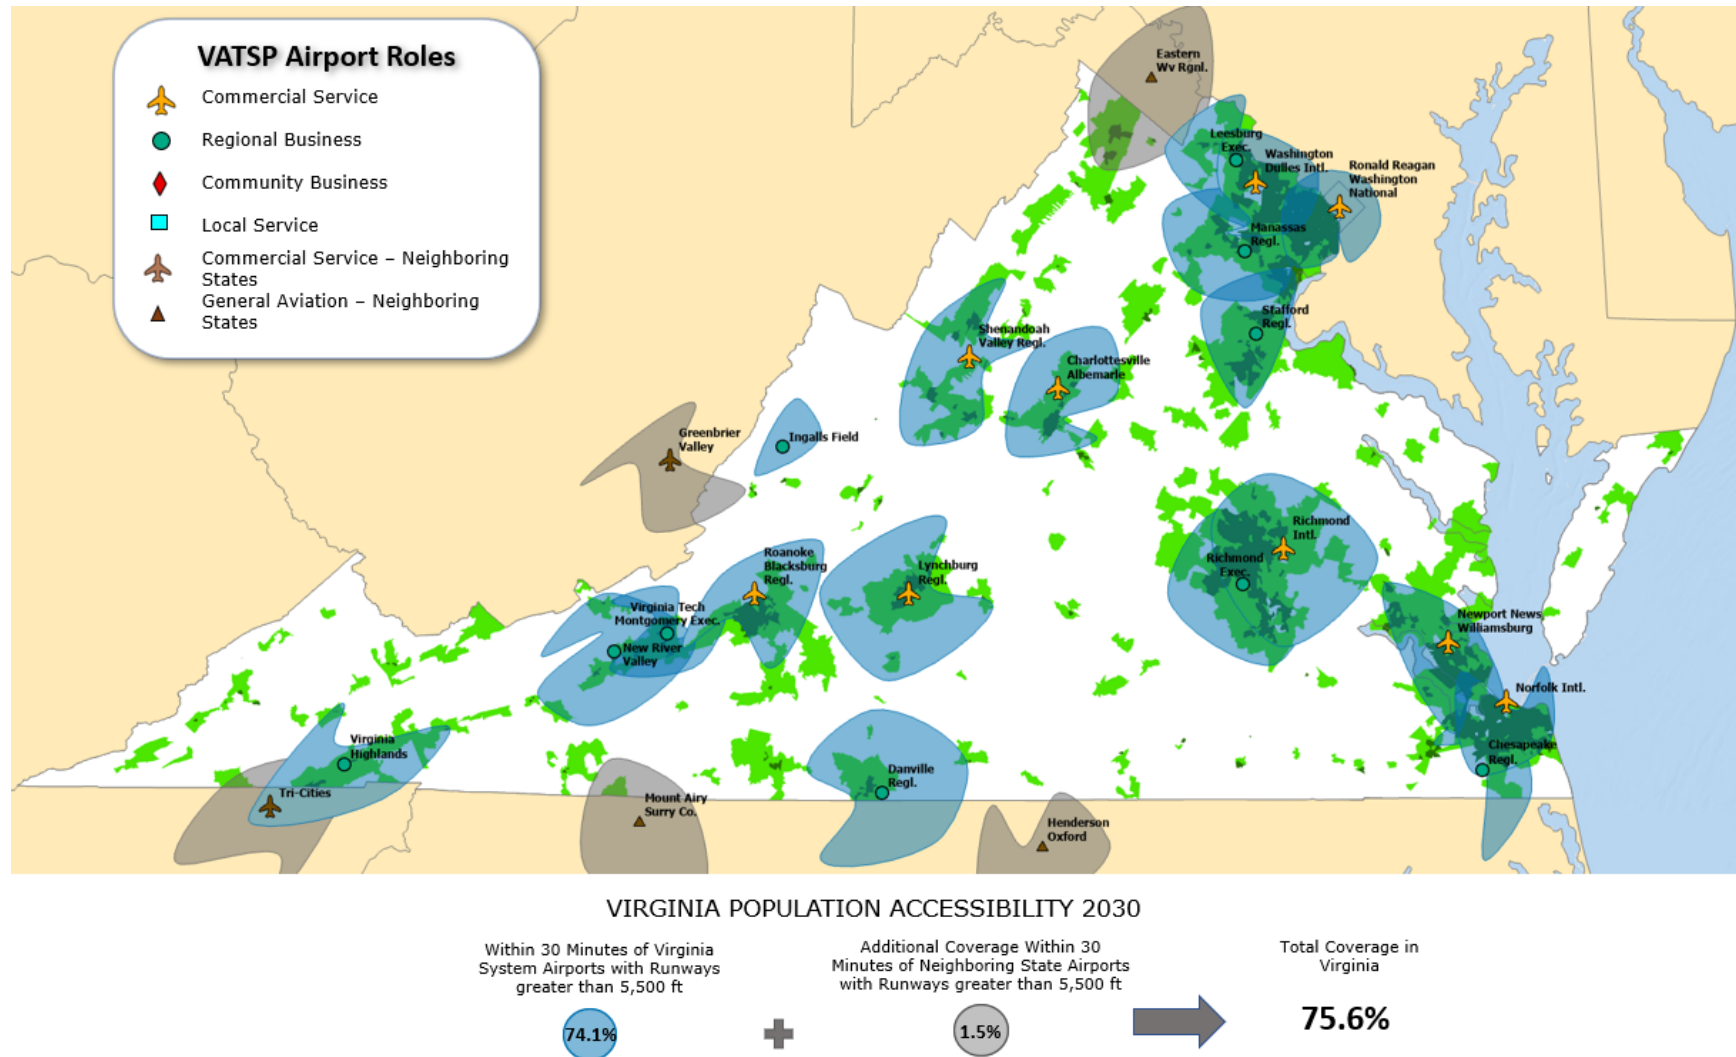 VATSP Airport Roles
Commercial Service
Regional Business
Community Business
Local Service
Commercial Service – Neighboring
States
General Aviation – Neighboring
States
Eastern
Wv Rgnl.
Leesburg
Exec.
Washington
Dulles Intl.
Ronald Reagan
Washington
National
Manassas
Regl.
Stafford
Regl.
Shenandoah
Valley Regl.
Charlottesville
Albemarle
Greenbrier
Valley
Ingalls Field
Richmond
Intl.
Richmond
Exec.
Roanoke
Blacksburg
Regl.
Lynchburg
Regl.
Virginia Tech
Montgomery Exec.
New River
Valley
Newport News
Williamsburg
Norfolk Intl.
Chesapeake
Regl.
Virginia
Highlands
Tri-Cities
Mount Airy
Surry Co.
Danville
Regl.
Henderson
Oxford
VIRGINIA POPULATION ACCESSIBILITY 2030
Within 30 Minutes of Virginia
System Airports with Runways
greater than 5,500 ft
74.1%
Additional Coverage Within 30
Minutes of Neighboring State Airports
with Runways greater than 5,500 ft
1.5%
Total Coverage in
Virginia
75.6%